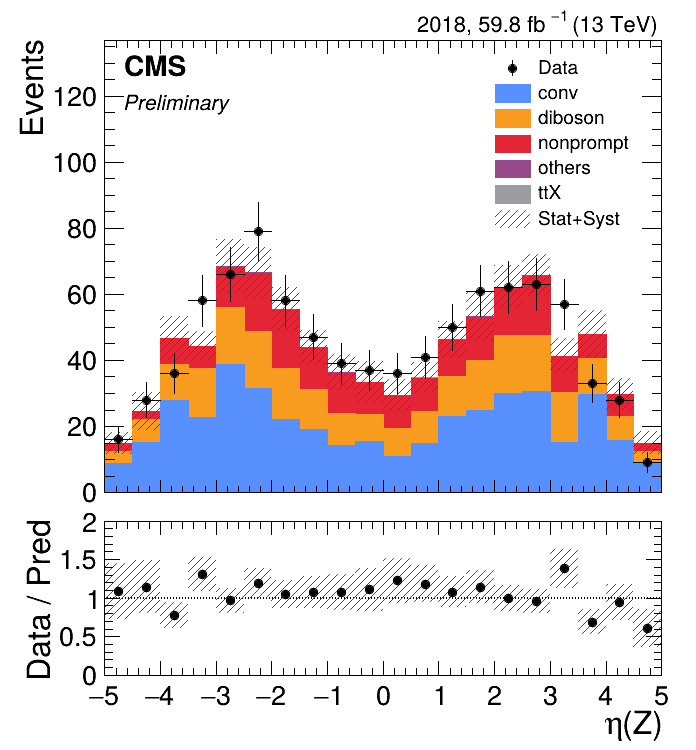 2018, 59.8 fb⁻¹ (13 TeV)
CMS
Preliminary
Data
conv
diboson
nonprompt
others
ttX
Stat+Syst
Events
120
100
80
60
40
20
0
Data / Pred
2
1.5
1
0.5
0
−5 −4 −3 −2 −1 0 1 2 3 4 5
η(Z)